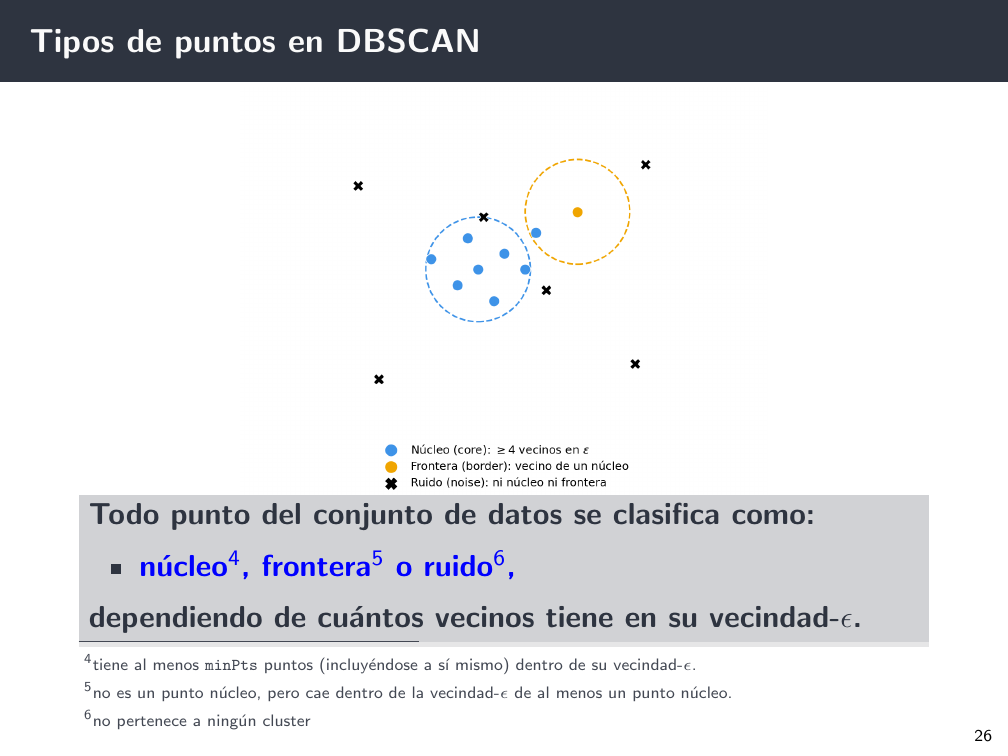 Tipos de puntos en DBSCAN
Núcleo (core): ≥ 4 vecinos en ε
Frontera (border): vecino de un núcleo
Ruido (noise): ni núcleo ni frontera
Todo punto del conjunto de datos se clasifica como:
núcleo⁴, frontera⁵ o ruido⁶,
dependiendo de cuántos vecinos tiene en su vecindad-ϵ.
⁴tiene al menos minPts puntos (incluyéndose a sí mismo) dentro de su vecindad-ϵ.
⁵no es un punto núcleo, pero cae dentro de la vecindad-ϵ de al menos un punto núcleo.
⁶no pertenece a ningún cluster
26